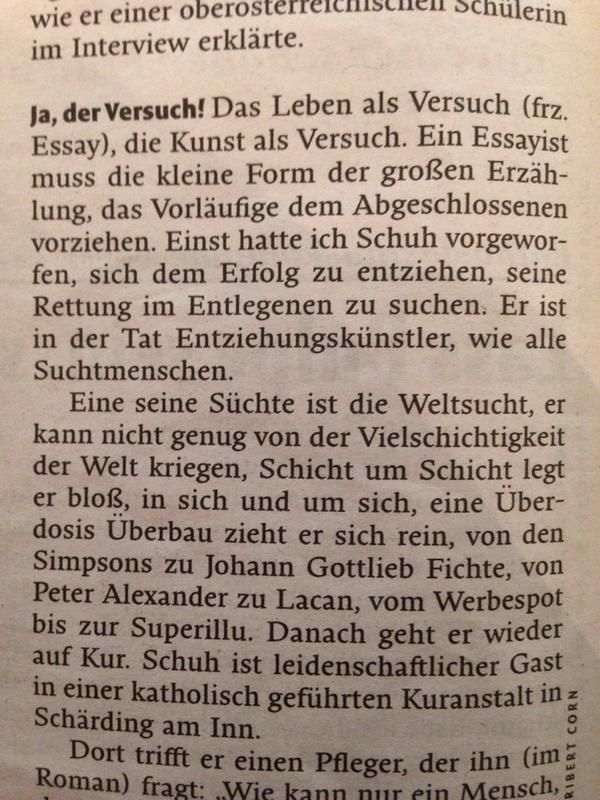 wie er einer oberösterreichischen Schülerin
im Interview erklärte.
Ja, der Versuch! Das Leben als Versuch (frz.
Essay), die Kunst als Versuch. Ein Essayist
muss die kleine Form der großen Erzäh-
lung, das Vorläufige dem Abgeschlossenen
vorziehen. Einst hatte ich Schuh vorgewor-
fen, sich dem Erfolg zu entziehen, seine
Rettung im Entlegenen zu suchen. Er ist
in der Tat Entziehungskünstler, wie alle
Suchtmenschen.
Eine seine Süchte ist die Weltsucht, er
kann nicht genug von der Vielschichtigkeit
der Welt kriegen, Schicht um Schicht legt
er bloß, in sich und um sich, eine Über-
dosis Überbau zieht er sich rein, von den
Simpsons zu Johann Gottlieb Fichte, von
Peter Alexander zu Lacan, vom Werbespot
bis zur Superillu. Danach geht er wieder
auf Kur. Schuh ist leidenschaftlicher Gast
in einer katholisch geführten Kuranstalt in
Schärding am Inn.
Dort trifft er einen Pfleger, der ihn (im
Roman) fragt: „Wie kann nur ein Mensch,
RIBERT CORN